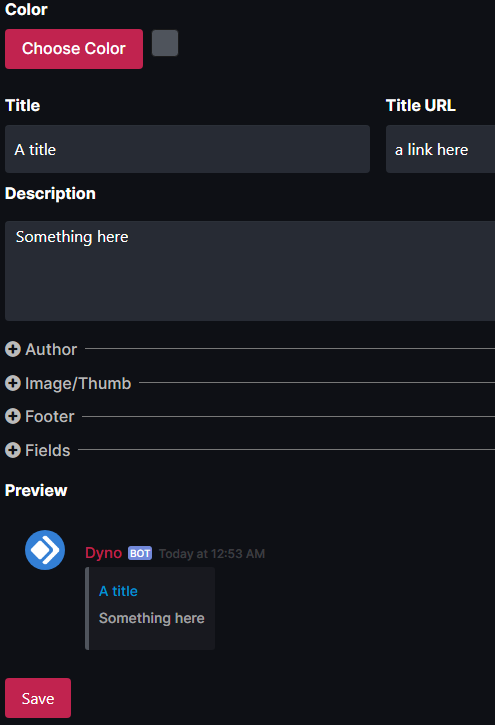 Color
Choose Color
Title
Title URL
A title
a link here
Description
Something here
Author
Image/Thumb
Footer
Fields
Preview
Dyno BOT Today at 12:53 AM
A title
Something here
Save